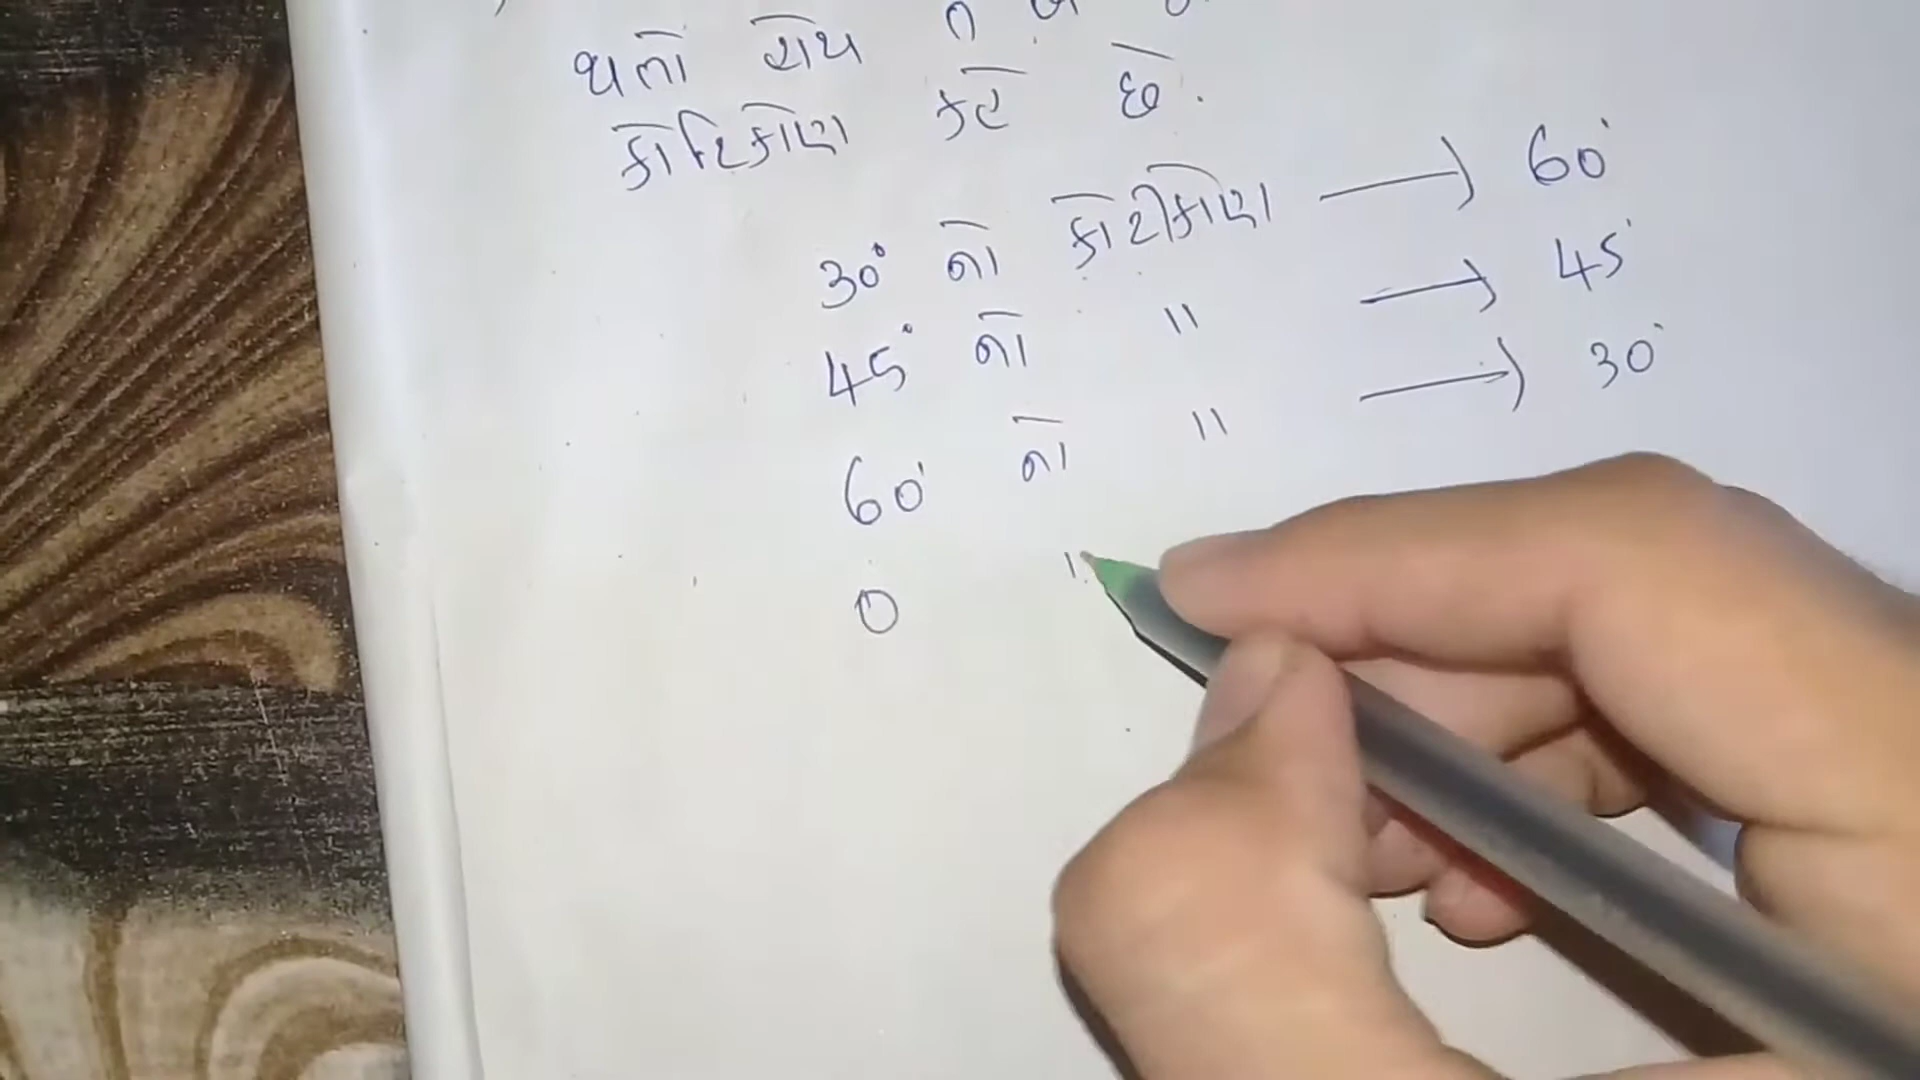 થતો હોય તે બે
કોટિકોણ કહે છે.
30° નો કોટીકોણ → 60°
45° નો " → 45°
60° નો " → 30°
0 "